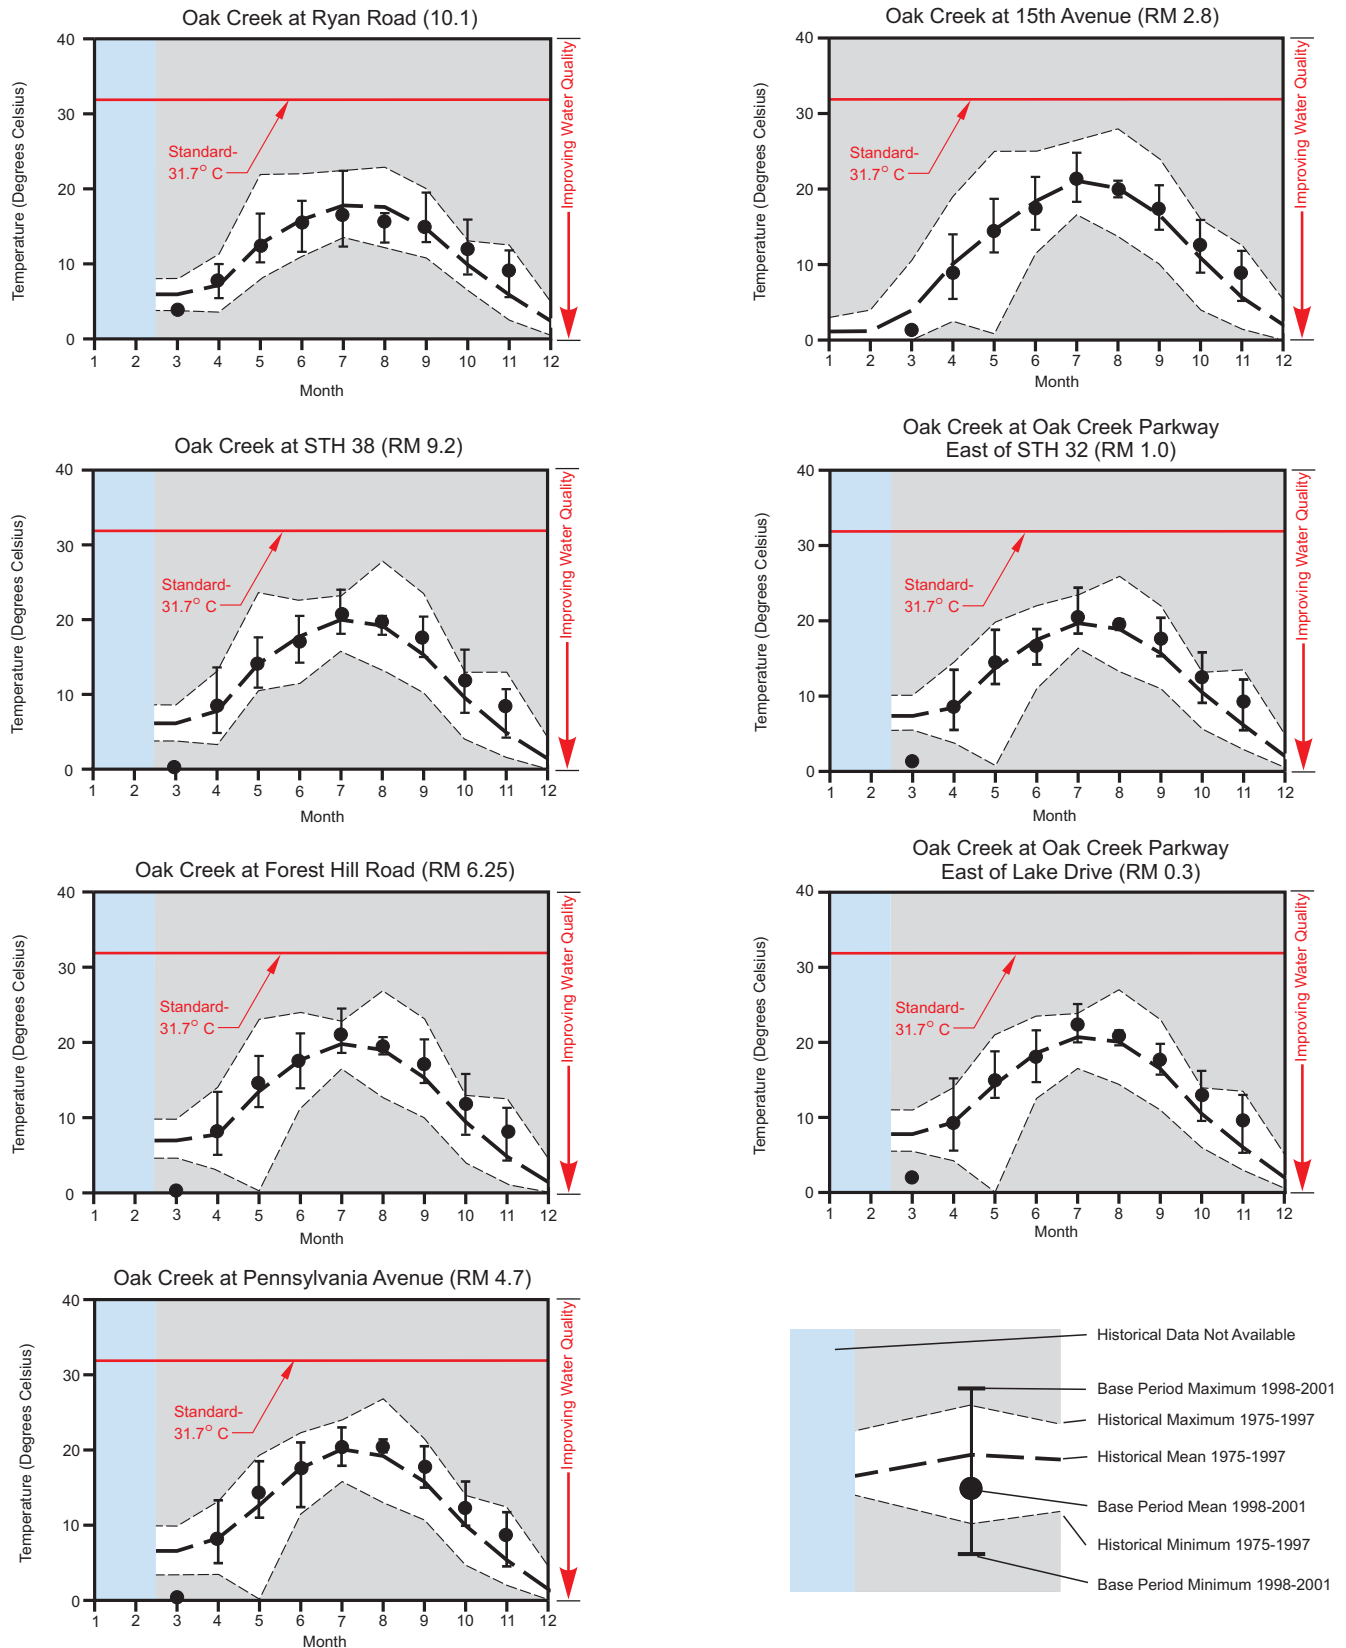 Oak Creek at Ryan Road (10.1)
Temperature (Degrees Celsius)
40
30
20
10
0
Standard-
31.7° C
Improving Water Quality
1 2 3 4 5 6 7 8 9 10 11 12
Month
Oak Creek at 15th Avenue (RM 2.8)
Temperature (Degrees Celsius)
40
30
20
10
0
Standard-
31.7° C
Improving Water Quality
1 2 3 4 5 6 7 8 9 10 11 12
Month
Oak Creek at STH 38 (RM 9.2)
Temperature (Degrees Celsius)
40
30
20
10
0
Standard-
31.7° C
Improving Water Quality
1 2 3 4 5 6 7 8 9 10 11 12
Month
Oak Creek at Oak Creek Parkway
East of STH 32 (RM 1.0)
Temperature (Degrees Celsius)
40
30
20
10
0
Standard-
31.7° C
Improving Water Quality
1 2 3 4 5 6 7 8 9 10 11 12
Month
Oak Creek at Forest Hill Road (RM 6.25)
Temperature (Degrees Celsius)
40
30
20
10
0
Standard-
31.7° C
Improving Water Quality
1 2 3 4 5 6 7 8 9 10 11 12
Month
Oak Creek at Oak Creek Parkway
East of Lake Drive (RM 0.3)
Temperature (Degrees Celsius)
40
30
20
10
0
Standard-
31.7° C
Improving Water Quality
1 2 3 4 5 6 7 8 9 10 11 12
Month
Oak Creek at Pennsylvania Avenue (RM 4.7)
Temperature (Degrees Celsius)
40
30
20
10
0
Standard-
31.7° C
Improving Water Quality
1 2 3 4 5 6 7 8 9 10 11 12
Month
Historical Data Not Available
Base Period Maximum 1998-2001
Historical Maximum 1975-1997
Historical Mean 1975-1997
Base Period Mean 1998-2001
Historical Minimum 1975-1997
Base Period Minimum 1998-2001